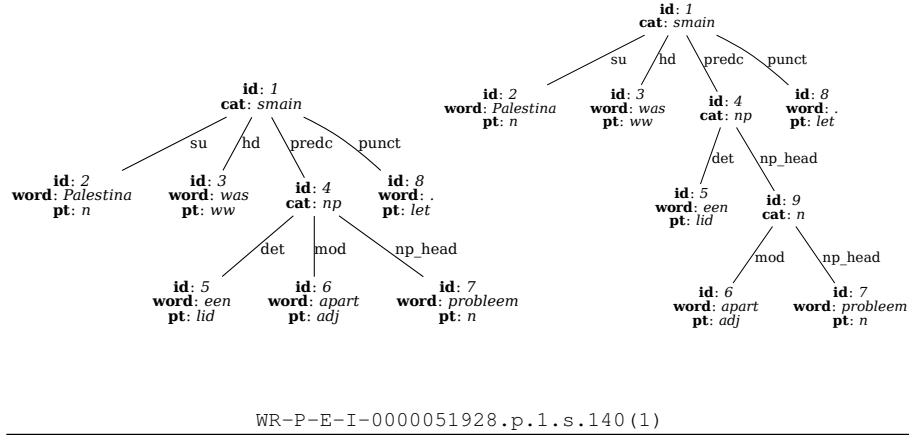 id: 1
cat: smain
su
hd
predc
punct
id: 2
word: Palestina
pt: n
id: 3
word: was
pt: ww
id: 4
cat: np
id: 8
word: .
pt: let
det
mod
np_head
id: 5
word: een
pt: lid
id: 6
word: apart
pt: adj
id: 7
word: probleem
pt: n
id: 1
cat: smain
su
hd
predc
punct
id: 2
word: Palestina
pt: n
id: 3
word: was
pt: ww
id: 4
cat: np
id: 8
word: .
pt: let
det
np_head
id: 5
word: een
pt: lid
id: 9
cat: n
mod
np_head
id: 6
word: apart
pt: adj
id: 7
word: probleem
pt: n
WR-P-E-I-0000051928.p.1.s.140(1)